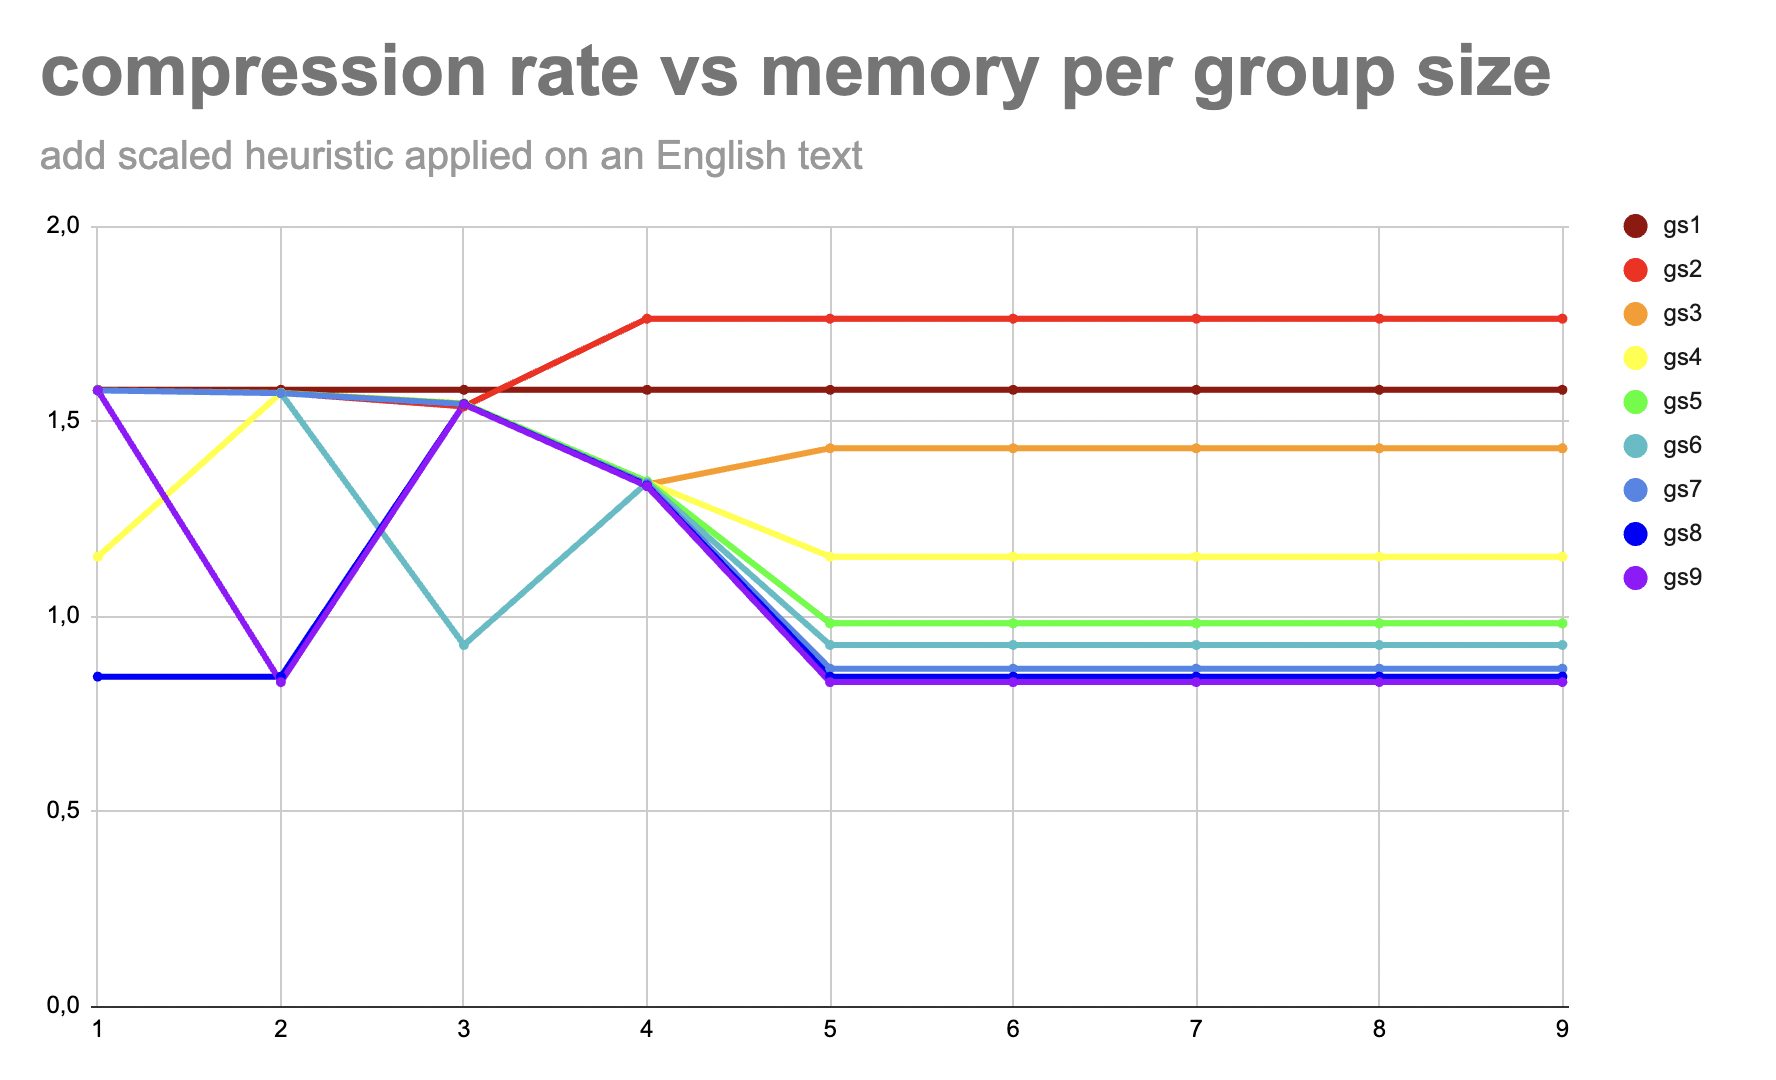 compression rate vs memory per group size
add scaled heuristic applied on an English text
2,0
1,5
1,0
0,5
0,0
1 2 3 4 5 6 7 8 9
gs1
gs2
gs3
gs4
gs5
gs6
gs7
gs8
gs9